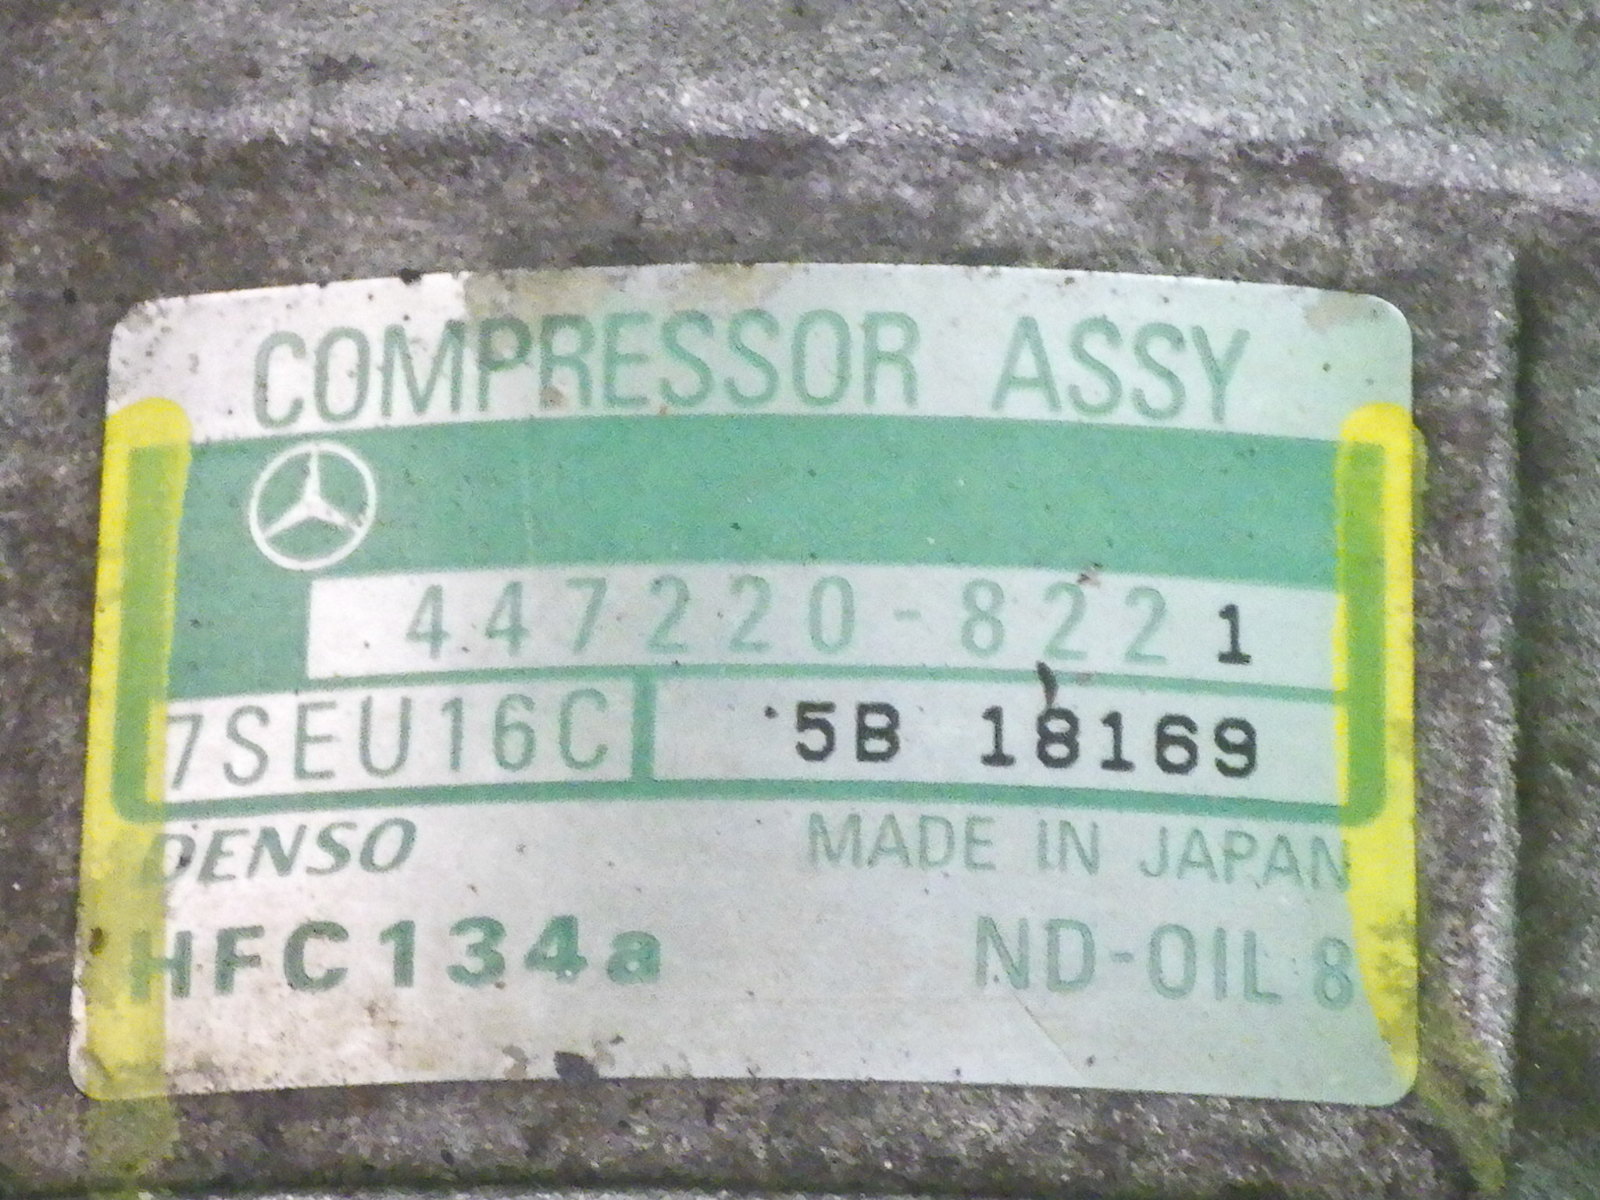 COMPRESSOR ASSY
447220-8221
7SEU16C 5B 18169
DENSO MADE IN JAPAN
HFC134a ND-OIL 8